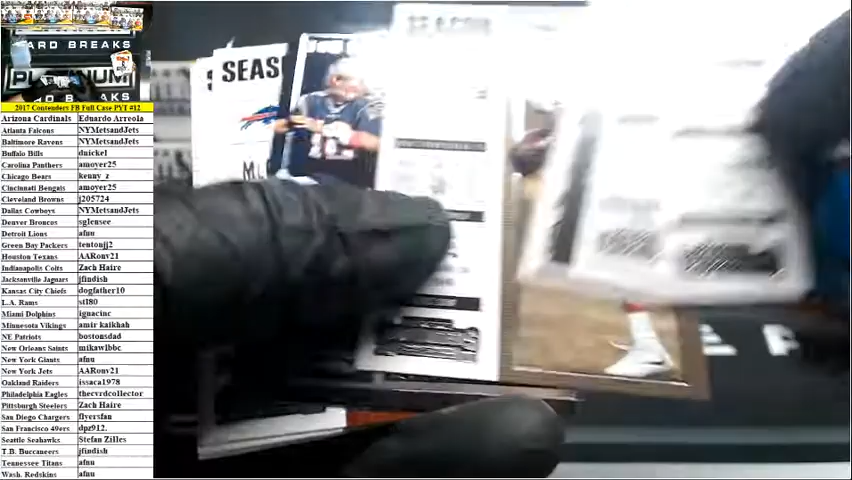 ARD BREAKS
PLATINUM
ARD BREAKS
2017 Contenders FB Full Case PYT #12
Arizona Cardinals Eduardo Arreola
Atlanta Falcons NYMetsandJets
Baltimore Ravens NYMetsandJets
Buffalo Bills dnickel
Carolina Panthers amoyer25
Chicago Bears kenny_z
Cincinnati Bengals amoyer25
Cleveland Browns j205724
Dallas Cowboys NYMetsandJets
Denver Broncos sglensee
Detroit Lions afnu
Green Bay Packers tentonjj2
Houston Texans AARonv21
Indianapolis Colts Zach Haire
Jacksonville Jaguars jfindish
Kansas City Chiefs dogfather10
L.A. Rams stl80
Miami Dolphins ignacinc
Minnesota Vikings amir kaikhah
NE Patriots bostonsdad
New Orleans Saints mikawlbbc
New York Giants afnu
New York Jets AARonv21
Oakland Raiders issaca1978
Philadelphia Eagles thecvrdcollector
Pittsburgh Steelers Zach Haire
San Diego Chargers flyersfan
San Francisco 49ers dpz912.
Seattle Seahawks Stefan Zilles
T.B. Buccaneers jfindish
Tennessee Titans afnu
Wash. Redskins afnu
SEAS
SEASON